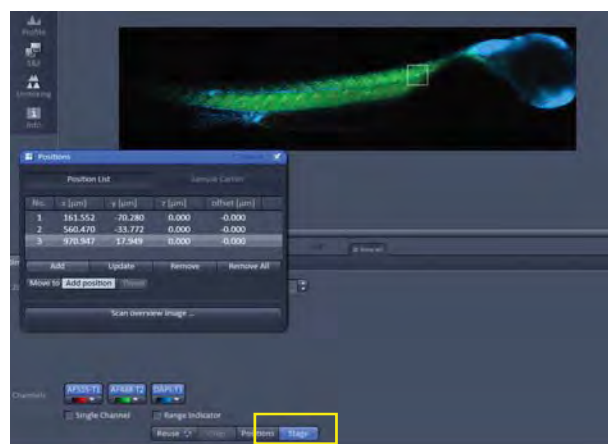 Profile
Unmixing
Info
Positions
Position List
Sample Carrier
No. x [µm] y [µm] z [µm] offset [µm]
1 161.552 -70.280 0.000 -0.000
2 560.470 -33.772 0.000 -0.000
3 970.947 17.949 0.000 -0.000
Add Update Remove Remove All
Move to Add position
Scan overview image ...
Channels AF555-T1 AF488-T2 DAPI-T3
Single Channel Range Indicator
Reuse Positions Stage